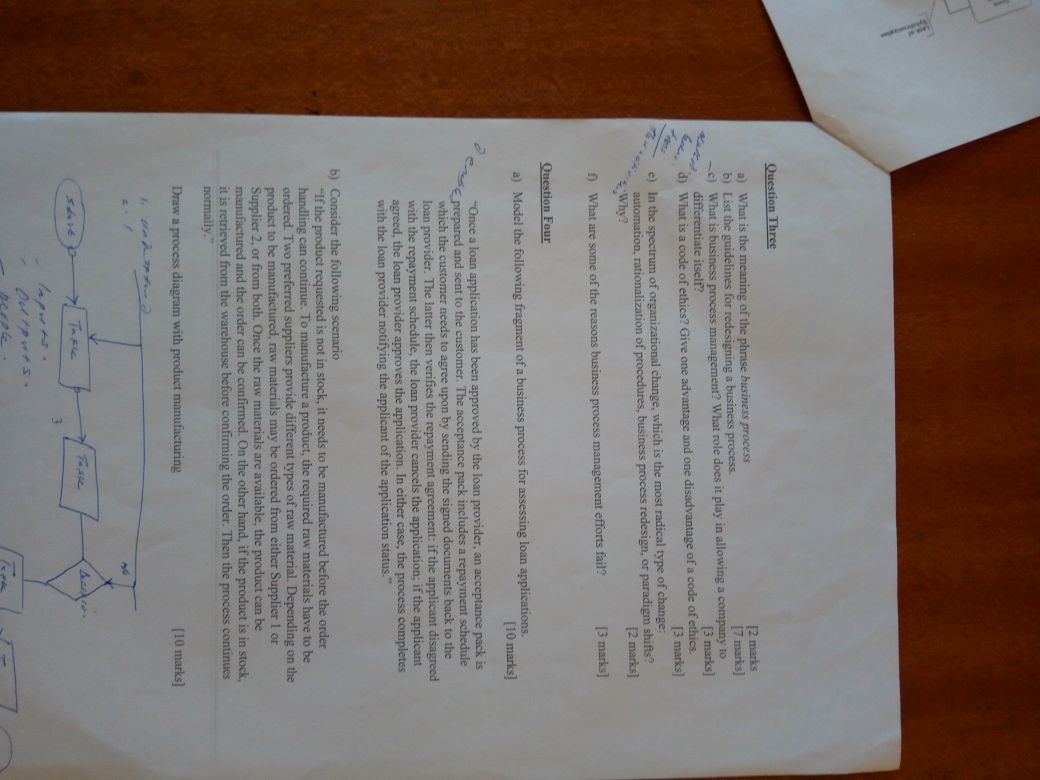 Lack of
Synchronization
Question Three
a) What is the meaning of the phrase business process [2 marks
b) List the guidelines for redesigning a business process. [7 marks]
c) What is business process management? What role does it play in allowing a company to
differentiate itself? [3 marks]
d) What is a code of ethics? Give one advantage and one disadvantage of a code of ethics.
[3 marks]
e) In the spectrum of organizational change, which is the most radical type of change:
automation, rationalization of procedures, business process redesign, or paradigm shifts?
Why? [2 marks]
f) What are some of the reasons business process management efforts fail? [3 marks]
Question Four
a) Model the following fragment of a business process for assessing loan applications.
[10 marks]
"Once a loan application has been approved by the loan provider, an acceptance pack is
prepared and sent to the customer. The acceptance pack includes a repayment schedule
which the customer needs to agree upon by sending the signed documents back to the
loan provider. The latter then verifies the repayment agreement: if the applicant disagreed
with the repayment schedule, the loan provider cancels the application; if the applicant
agreed, the loan provider approves the application. In either case, the process completes
with the loan provider notifying the applicant of the application status."
b) Consider the following scenario
"If the product requested is not in stock, it needs to be manufactured before the order
handling can continue. To manufacture a product, the required raw materials have to be
ordered. Two preferred suppliers provide different types of raw material. Depending on the
product to be manufactured, raw materials may be ordered from either Supplier 1 or
Supplier 2, or from both. Once the raw materials are available, the product can be
manufactured and the order can be confirmed. On the other hand, if the product is in stock,
it is retrieved from the warehouse before confirming the order. Then the process continues
normally."
Draw a process diagram with product manufacturing [10 marks]
1.
2.
Start Task Task Decision
3
- Inputs.
- Outputs.
- People.
Task